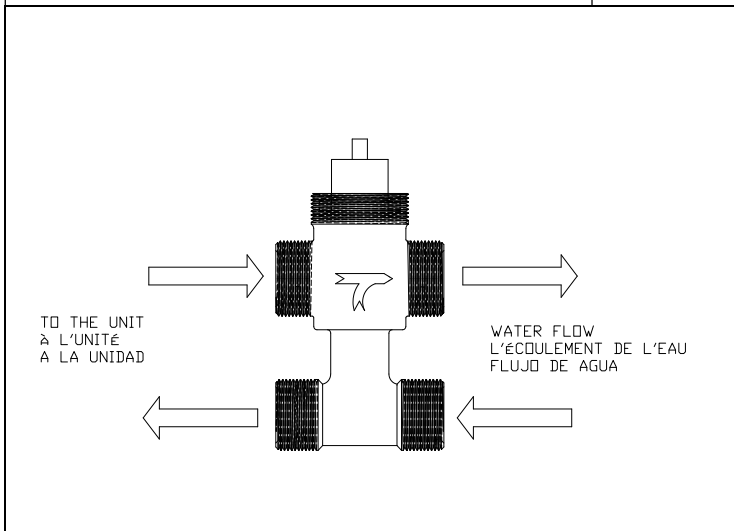 TO THE UNIT
à L'UNITÉ
A LA UNIDAD
WATER FLOW
L'ÉCOULEMENT DE L'EAU
FLUJO DE AGUA